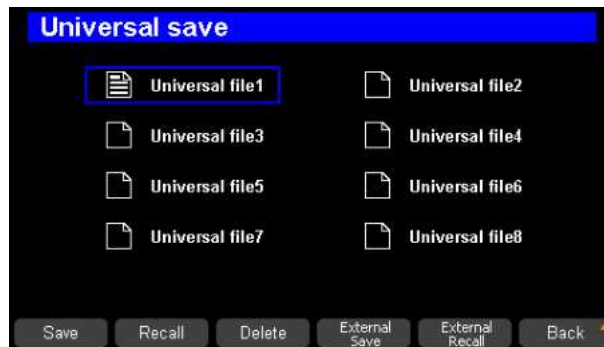 Universal save
Universal file1 Universal file2
Universal file3 Universal file4
Universal file5 Universal file6
Universal file7 Universal file8
Save Recall Delete External Save External Recall Back